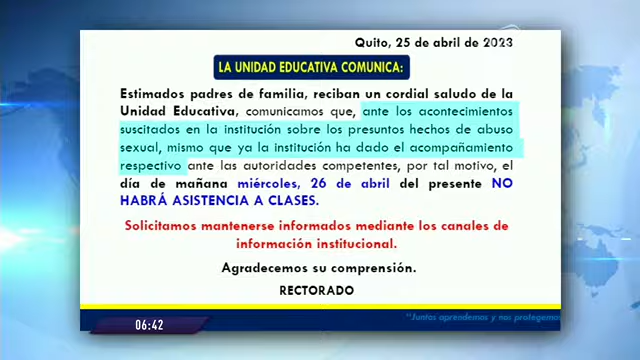 Quito, 25 de abril de 2023
LA UNIDAD EDUCATIVA COMUNICA:
Estimados padres de familia, reciban un cordial saludo de la
Unidad Educativa, comunicamos que, ante los acontecimientos
suscitados en la institución sobre los presuntos hechos de abuso
sexual, mismo que ya la institución ha dado el acompañamiento
respectivo ante las autoridades competentes, por tal motivo, el
día de mañana miércoles, 26 de abril del presente NO
HABRÁ ASISTENCIA A CLASES.
Solicitamos mantenerse informados mediante los canales de
información institucional.
Agradecemos su comprensión.
RECTORADO
"Juntos aprendemos y nos protegemos
06:42